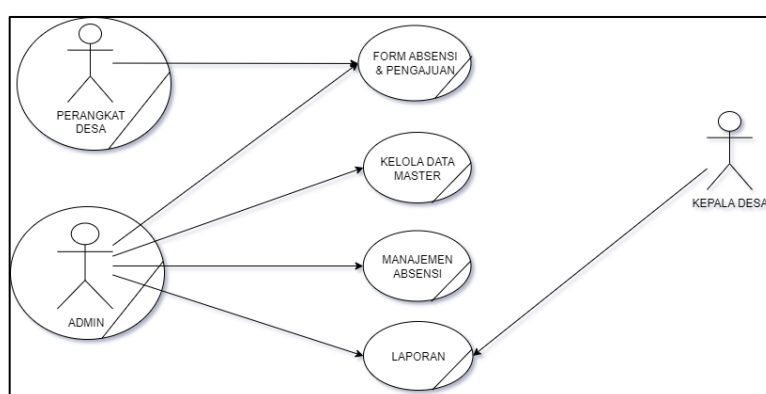 PERANGKAT
DESA
FORM ABSENSI
& PENGAJUAN
KELOLA DATA
MASTER
KEPALA DESA
ADMIN
MANAJEMEN
ABSENSI
LAPORAN